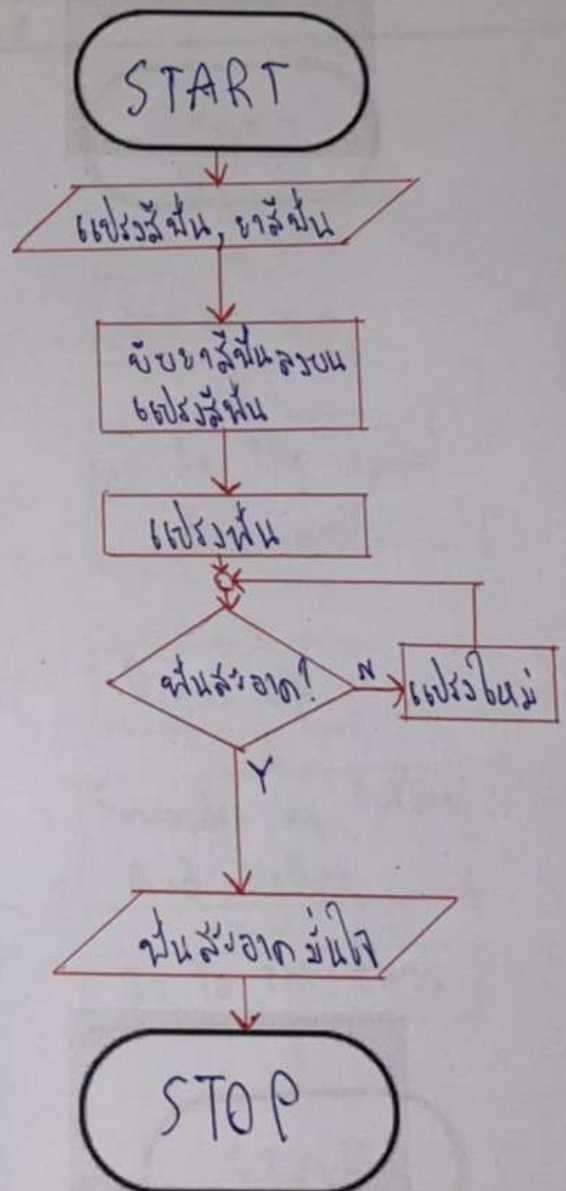 START
แปรงสีฟัน, ยาสีฟัน
บีบยาสีฟันลงบน
แปรงสีฟัน
แปรงฟัน
ฟันสะอาด?
N
แปรงใหม่
Y
ฟันสะอาด มั่นใจ
STOP